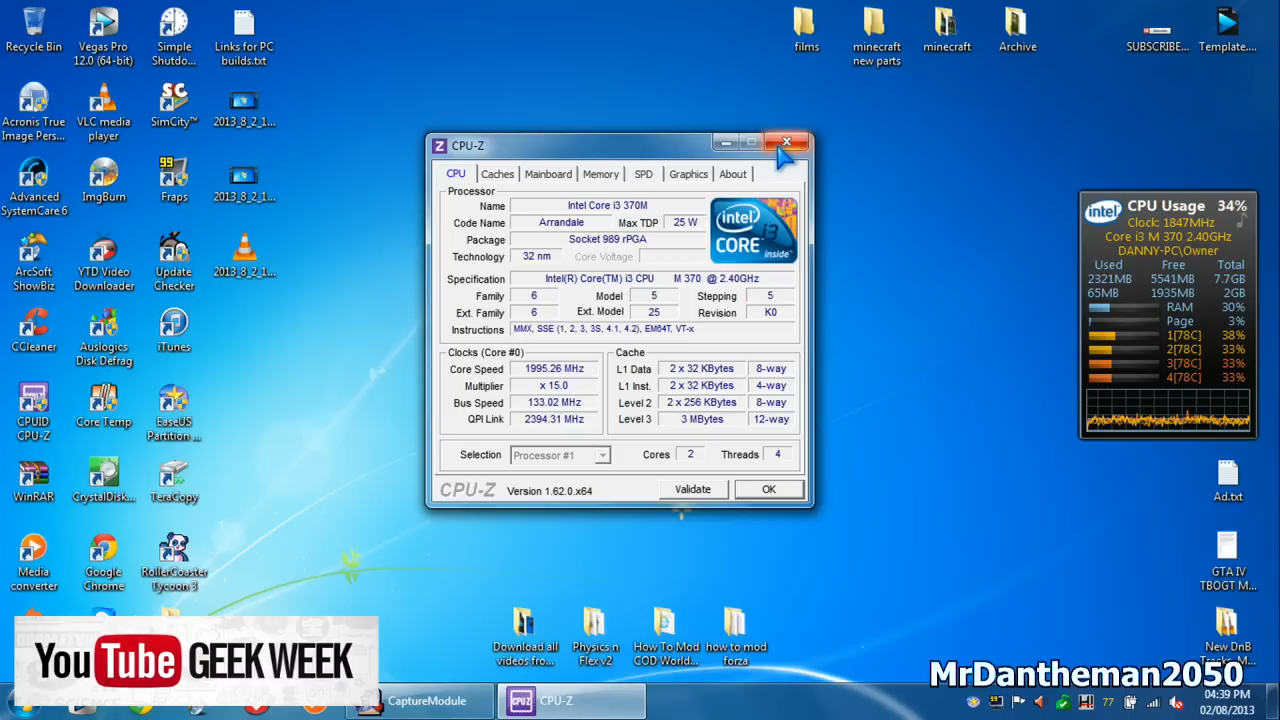 Recycle Bin
Vegas Pro
12.0 (64-bit)
Simple
Shutdo...
Links for PC
builds.txt
films
minecraft
new parts
minecraft
Archive
SUBSCRIBE...
Template....
Acronis True
Image Pers...
VLC media
player
SC
SimCity™
2013_8_2_1...
Advanced
SystemCare 6
ImgBurn
99
Fraps
2013_8_2_1...
ArcSoft
ShowBiz
YTD Video
Downloader
Update
Checker
2013_8_2_1...
CCleaner
Auslogics
Disk Defrag
iTunes
CPUID
CPU-Z
Core Temp
EaseUS
Partition ...
WinRAR
CrystalDisk...
TeraCopy
Media
converter
Google
Chrome
RollerCoaster
Tycoon 3
CPU-Z
CPU
Caches
Mainboard
Memory
SPD
Graphics
About
Processor
Name Intel Core i3 370M
Code Name Arrandale Max TDP 25 W
Package Socket 989 rPGA
Technology 32 nm Core Voltage
intel
CORE i3
inside™
Specification Intel(R) Core(TM) i3 CPU M 370 @ 2.40GHz
Family 6 Model 5 Stepping 5
Ext. Family 6 Ext. Model 25 Revision K0
Instructions MMX, SSE (1, 2, 3, 3S, 4.1, 4.2), EM64T, VT-x
Clocks (Core #0)
Core Speed 1995.26 MHz
Multiplier x 15.0
Bus Speed 133.02 MHz
QPI Link 2394.31 MHz
Cache
L1 Data 2 x 32 KBytes 8-way
L1 Inst. 2 x 32 KBytes 4-way
Level 2 2 x 256 KBytes 8-way
Level 3 3 MBytes 12-way
Selection Processor #1 Cores 2 Threads 4
CPU-Z Version 1.62.0.x64 Validate OK
intel CPU Usage 34%
Clock: 1847MHz
Core i3 M 370 2.40GHz
DANNY-PC\Owner
Used Free Total
2321MB 5541MB 7.7GB
65MB 1935MB 2GB
RAM 30%
Page 3%
1[78C] 38%
2[78C] 33%
3[78C] 33%
4[78C] 33%
Ad.txt
GTA IV
TBOGT M...
New DnB
Download all
videos fro...
Physics n
Flex v2
How To Mod
COD World...
how to mod
forza
YouTube GEEK WEEK
MrDantheman2050
CaptureModule
CPU-Z
77
04:39 PM
02/08/2013